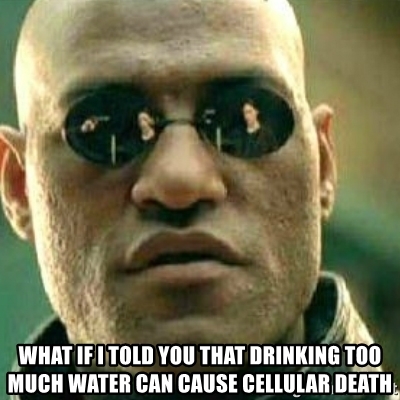 WHAT IF I TOLD YOU THAT DRINKING TOO
MUCH WATER CAN CAUSE CELLULAR DEATH